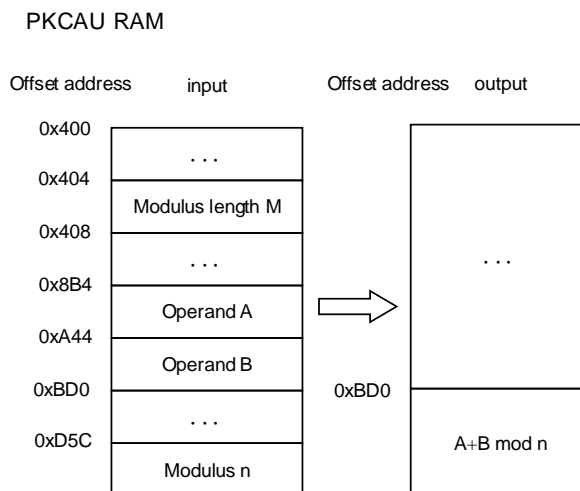 PKCAU RAM
Offset address input Offset address output
0x400
...
0x404
Modulus length M
0x408
...
0x8B4
Operand A
...
0xA44
Operand B
0xBD0 0xBD0
...
A+B mod n
0xD5C
Modulus n